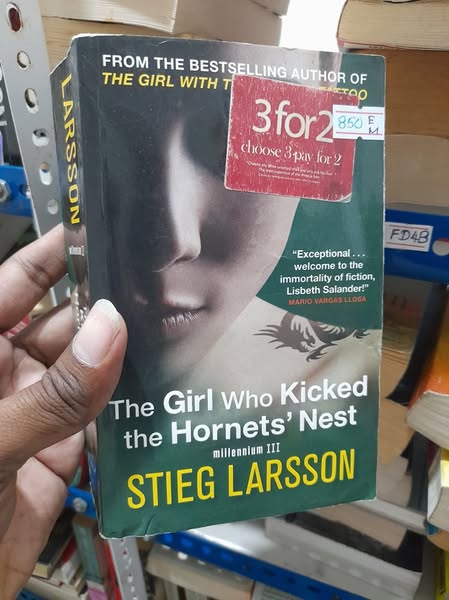 FROM THE BESTSELLING AUTHOR OF
THE GIRL WITH T
3 for 2
choose 3 pay for 2
850
E
M
LARSSON
FD4B
"Exceptional . . .
welcome to the
immortality of fiction,
Lisbeth Salander!"
MARIO VARGAS LLOSA
The Girl Who Kicked
the Hornets' Nest
millennium III
STIEG LARSSON